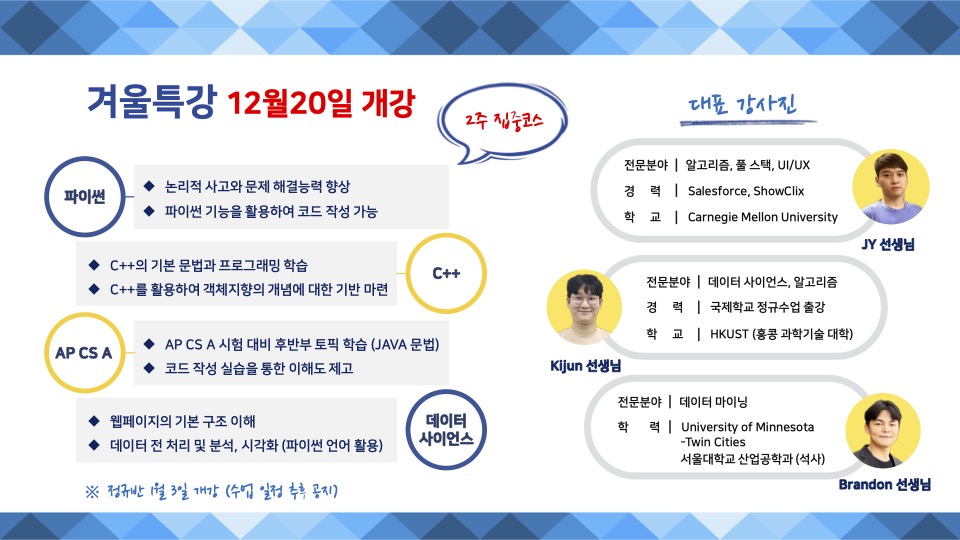 겨울특강 12월20일 개강
2주 집중코스
파이썬
◆ 논리적 사고와 문제 해결능력 향상
◆ 파이썬 기능을 활용하여 코드 작성 가능
C++
◆ C++의 기본 문법과 프로그래밍 학습
◆ C++를 활용하여 객체지향의 개념에 대한 기반 마련
AP CS A
◆ AP CS A 시험 대비 후반부 토픽 학습 (JAVA 문법)
◆ 코드 작성 실습을 통한 이해도 제고
데이터
사이언스
◆ 웹페이지의 기본 구조 이해
◆ 데이터 전 처리 및 분석, 시각화 (파이썬 언어 활용)
※ 정규반 1월 3일 개강 (수업 일정 추후 공지)
대표 강사진
전문분야 | 알고리즘, 풀 스택, UI/UX
경 력 | Salesforce, ShowClix
학 교 | Carnegie Mellon University
JY 선생님
전문분야 | 데이터 사이언스, 알고리즘
경 력 | 국제학교 정규수업 출강
학 교 | HKUST (홍콩 과학기술 대학)
Kijun 선생님
전문분야 | 데이터 마이닝
학 력 | University of Minnesota
-Twin Cities
서울대학교 산업공학과 (석사)
Brandon 선생님